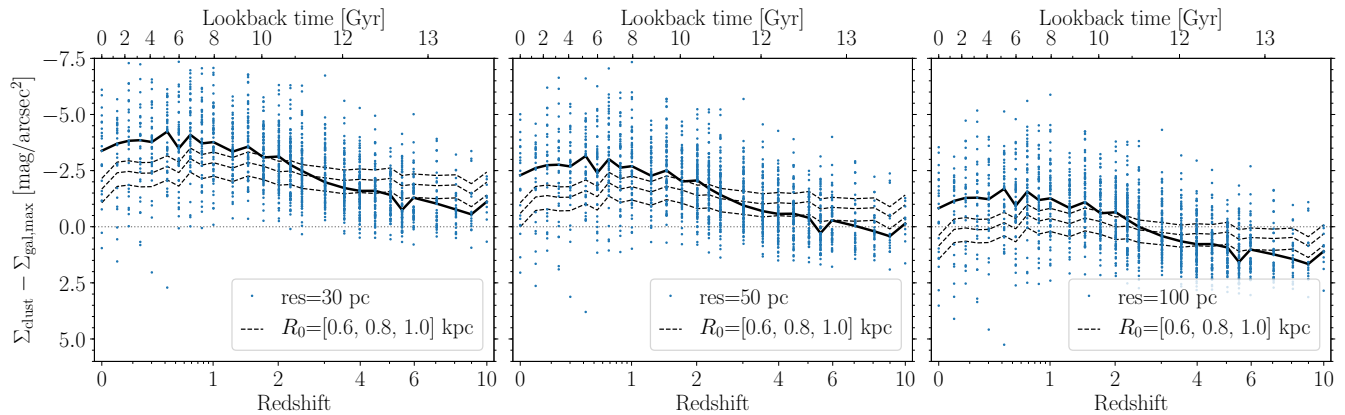 Lookback time [Gyr] Lookback time [Gyr] Lookback time [Gyr]
0 2 4 6 8 10 12 13 0 2 4 6 8 10 12 13 0 2 4 6 8 10 12 13
−7.5
−5.0
−2.5
0.0
2.5
5.0
Σclust − Σgal,max [mag/arcsec²]
res=30 pc res=50 pc res=100 pc
R₀=[0.6, 0.8, 1.0] kpc R₀=[0.6, 0.8, 1.0] kpc R₀=[0.6, 0.8, 1.0] kpc
0 1 2 4 6 10 0 1 2 4 6 10 0 1 2 4 6 10
Redshift Redshift Redshift